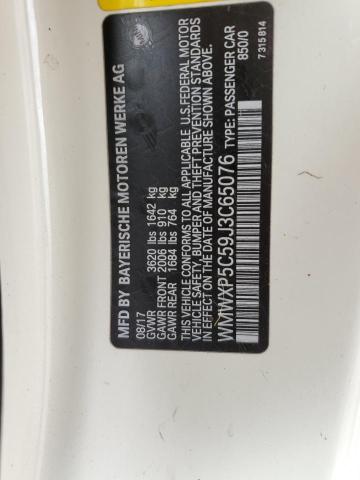 MFD BY BAYERISCHE MOTOREN WERKE AG
08/17
GVWR 3620 lbs 1642 kg
GAWR FRONT 2006 lbs 910 kg
GAWR REAR 1684 lbs 764 kg
THIS VEHICLE CONFORMS TO ALL APPLICABLE U.S. FEDERAL MOTOR
VEHICLE SAFETY, BUMPER, AND THEFT PREVENTION STANDARDS
IN EFFECT ON THE DATE OF MANUFACTURE SHOWN ABOVE.
WMWXP5C59J3C65076 TYPE: PASSENGER CAR
850/0
7315814